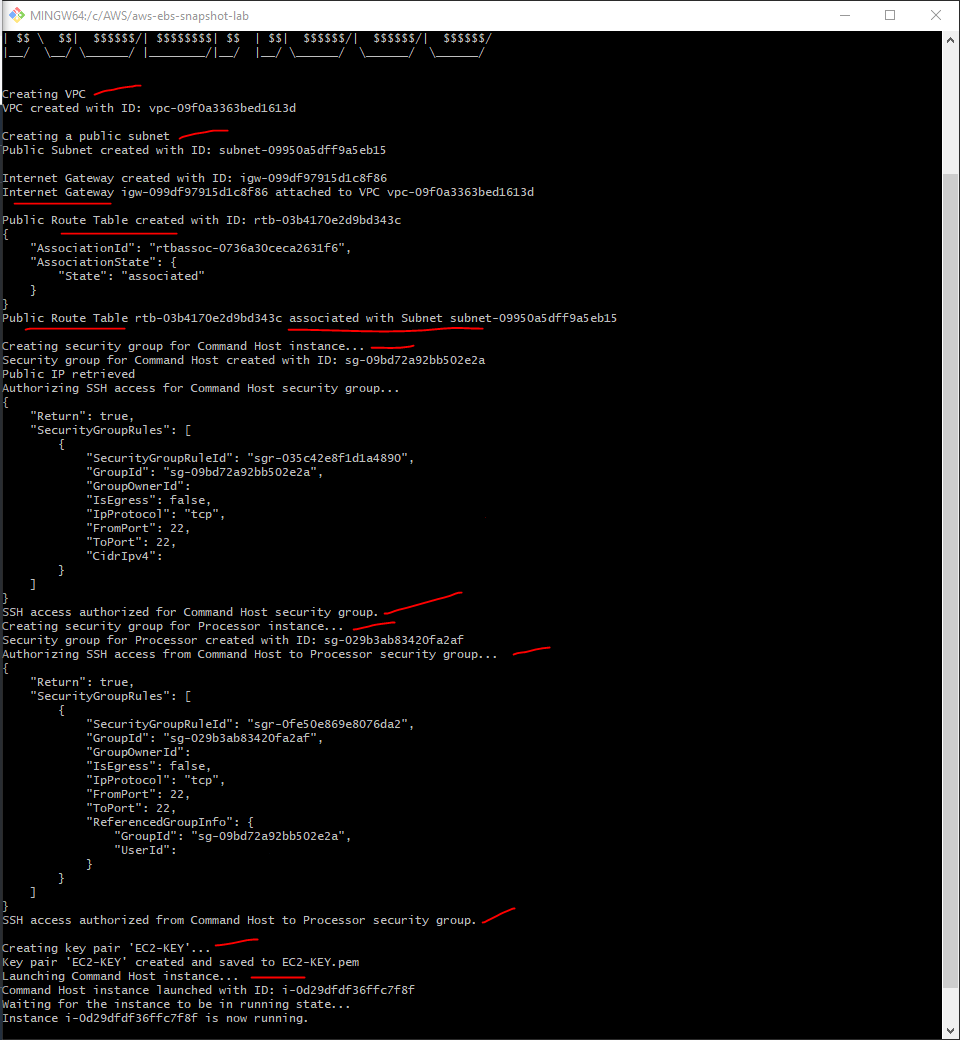 MINGW64:/c/AWS/aws-ebs-snapshot-lab
| $$ \  $$|  $$$$$$/| $$$$$$$$| $$  | $$|  $$$$$$/|  $$$$$$/|  $$$$$$/
|__/  \__/ \______/ |________/|__/  |__/ \______/  \______/  \______/
Creating VPC
VPC created with ID: vpc-09f0a3363bed1613d
Creating a public subnet
Public Subnet created with ID: subnet-09950a5dff9a5eb15
Internet Gateway created with ID: igw-099df97915d1c8f86
Internet Gateway igw-099df97915d1c8f86 attached to VPC vpc-09f0a3363bed1613d
Public Route Table created with ID: rtb-03b4170e2d9bd343c
{
    "AssociationId": "rtbassoc-0736a30ceca2631f6",
    "AssociationState": {
        "State": "associated"
    }
}
Public Route Table rtb-03b4170e2d9bd343c associated with Subnet subnet-09950a5dff9a5eb15
Creating security group for Command Host instance...
Security group for Command Host created with ID: sg-09bd72a92bb502e2a
Public IP retrieved
Authorizing SSH access for Command Host security group...
{
    "Return": true,
    "SecurityGroupRules": [
        {
            "SecurityGroupRuleId": "sgr-035c42e8f1d1a4890",
            "GroupId": "sg-09bd72a92bb502e2a",
            "GroupOwnerId":
            "IsEgress": false,
            "IpProtocol": "tcp",
            "FromPort": 22,
            "ToPort": 22,
            "CidrIpv4":
        }
    ]
}
SSH access authorized for Command Host security group.
Creating security group for Processor instance...
Security group for Processor created with ID: sg-029b3ab83420fa2af
Authorizing SSH access from Command Host to Processor security group...
{
    "Return": true,
    "SecurityGroupRules": [
        {
            "SecurityGroupRuleId": "sgr-0fe50e869e8076da2",
            "GroupId": "sg-029b3ab83420fa2af",
            "GroupOwnerId":
            "IsEgress": false,
            "IpProtocol": "tcp",
            "FromPort": 22,
            "ToPort": 22,
            "ReferencedGroupInfo": {
                "GroupId": "sg-09bd72a92bb502e2a",
                "UserId":
            }
        }
    ]
}
SSH access authorized from Command Host to Processor security group.
Creating key pair 'EC2-KEY'...
Key pair 'EC2-KEY' created and saved to EC2-KEY.pem
Launching Command Host instance...
Command Host instance launched with ID: i-0d29dfdf36ffc7f8f
Waiting for the instance to be in running state...
Instance i-0d29dfdf36ffc7f8f is now running.